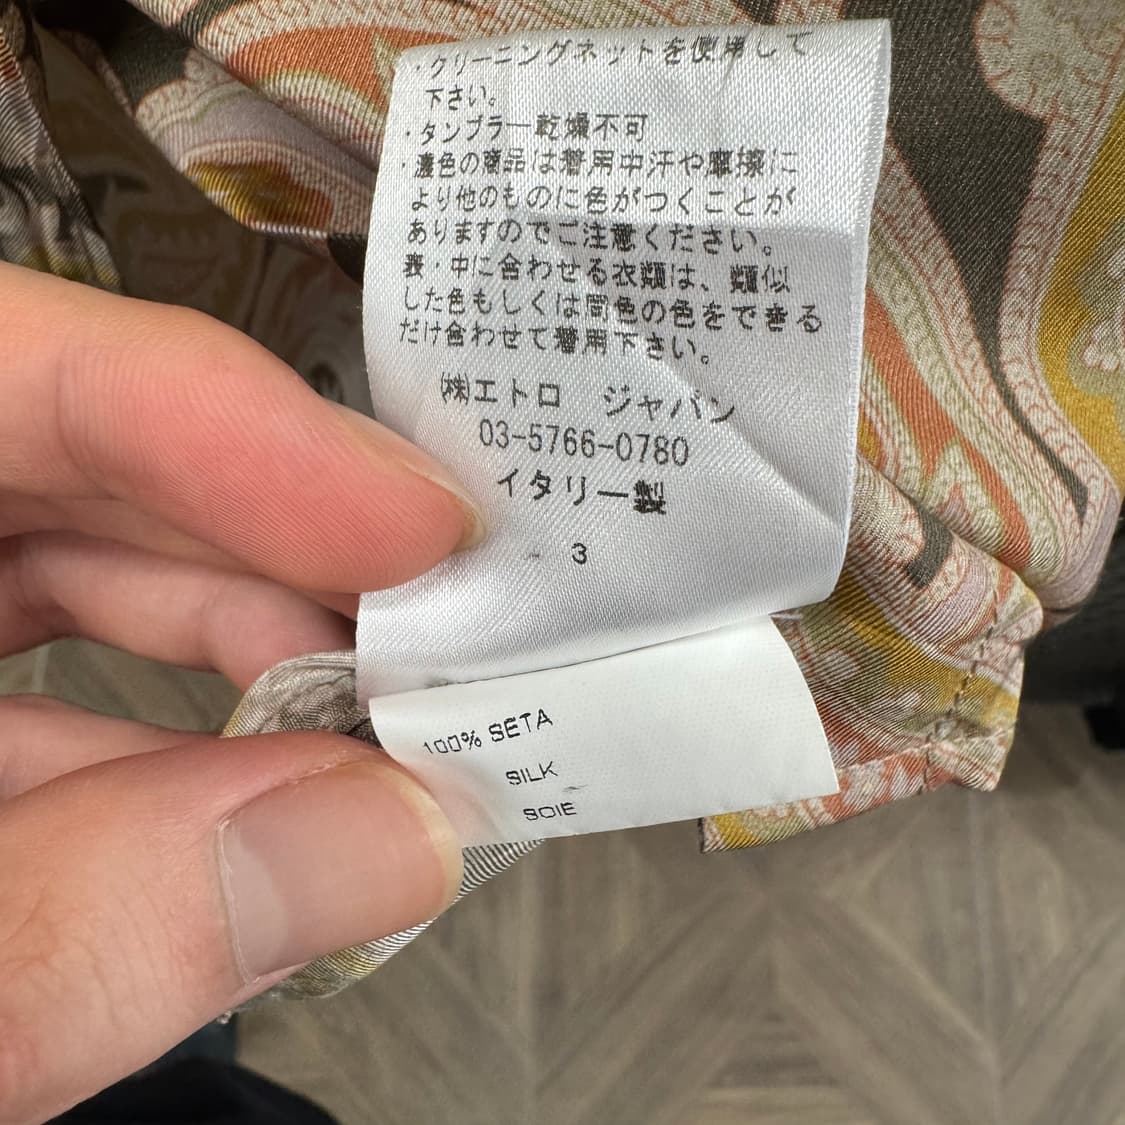 ・クリーニングネットを使用して
下さい。
・タンブラー乾燥不可
・濃色の商品は着用中汗や摩擦に
より他のものに色がつくことが
ありますのでご注意ください。
表・中に合わせる衣類は、類似
した色もしくは同色の色をできる
だけ合わせて着用下さい。
(株)エトロ ジャパン
03-5766-0780
イタリー製
3
100% SETA
SILK
SOIE